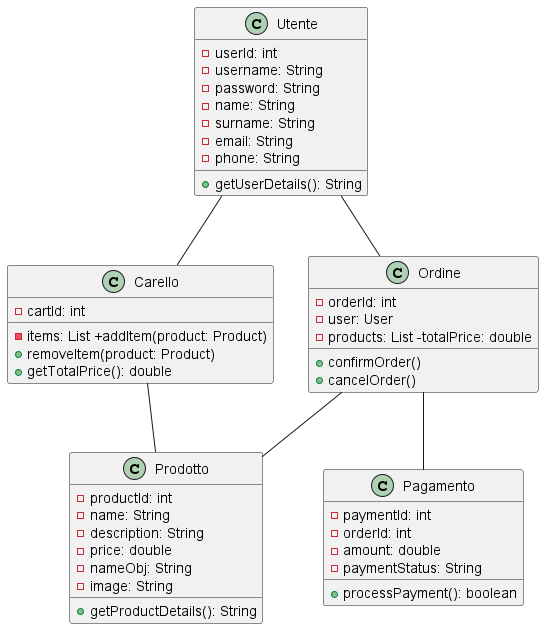 C Utente
userId: int
username: String
password: String
name: String
surname: String
email: String
phone: String
getUserDetails(): String
C Carello
cartId: int
items: List +addItem(product: Product)
removeItem(product: Product)
getTotalPrice(): double
C Ordine
orderId: int
user: User
products: List -totalPrice: double
confirmOrder()
cancelOrder()
C Prodotto
productId: int
name: String
description: String
price: double
nameObj: String
image: String
getProductDetails(): String
C Pagamento
paymentId: int
orderId: int
amount: double
paymentStatus: String
processPayment(): boolean